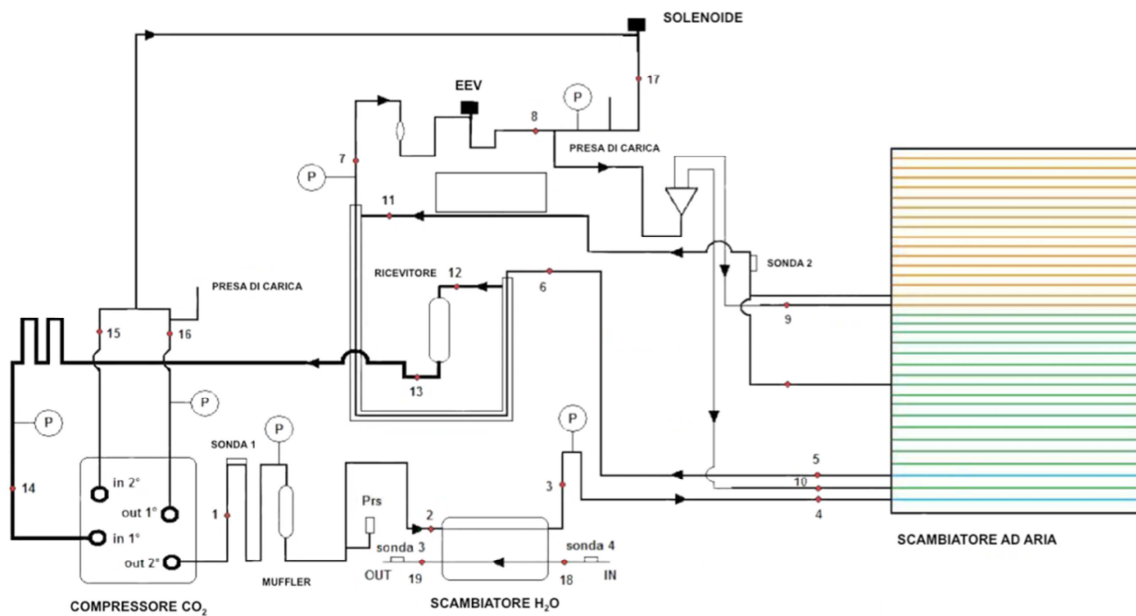 SOLENOIDE
EEV
P
17
8
PRESA DI CARICA
7
P
11
SONDA 2
RICEVITORE
12
6
PRESA DI CARICA
9
15
16
13
P
P
P
P
SONDA 1
5
10
4
in 2°
out 1°
14
in 1°
out 2°
1
Prs
2
3
sonda 3
sonda 4
OUT
19
18
IN
MUFFLER
SCAMBIATORE AD ARIA
COMPRESSORE CO₂
SCAMBIATORE H₂O